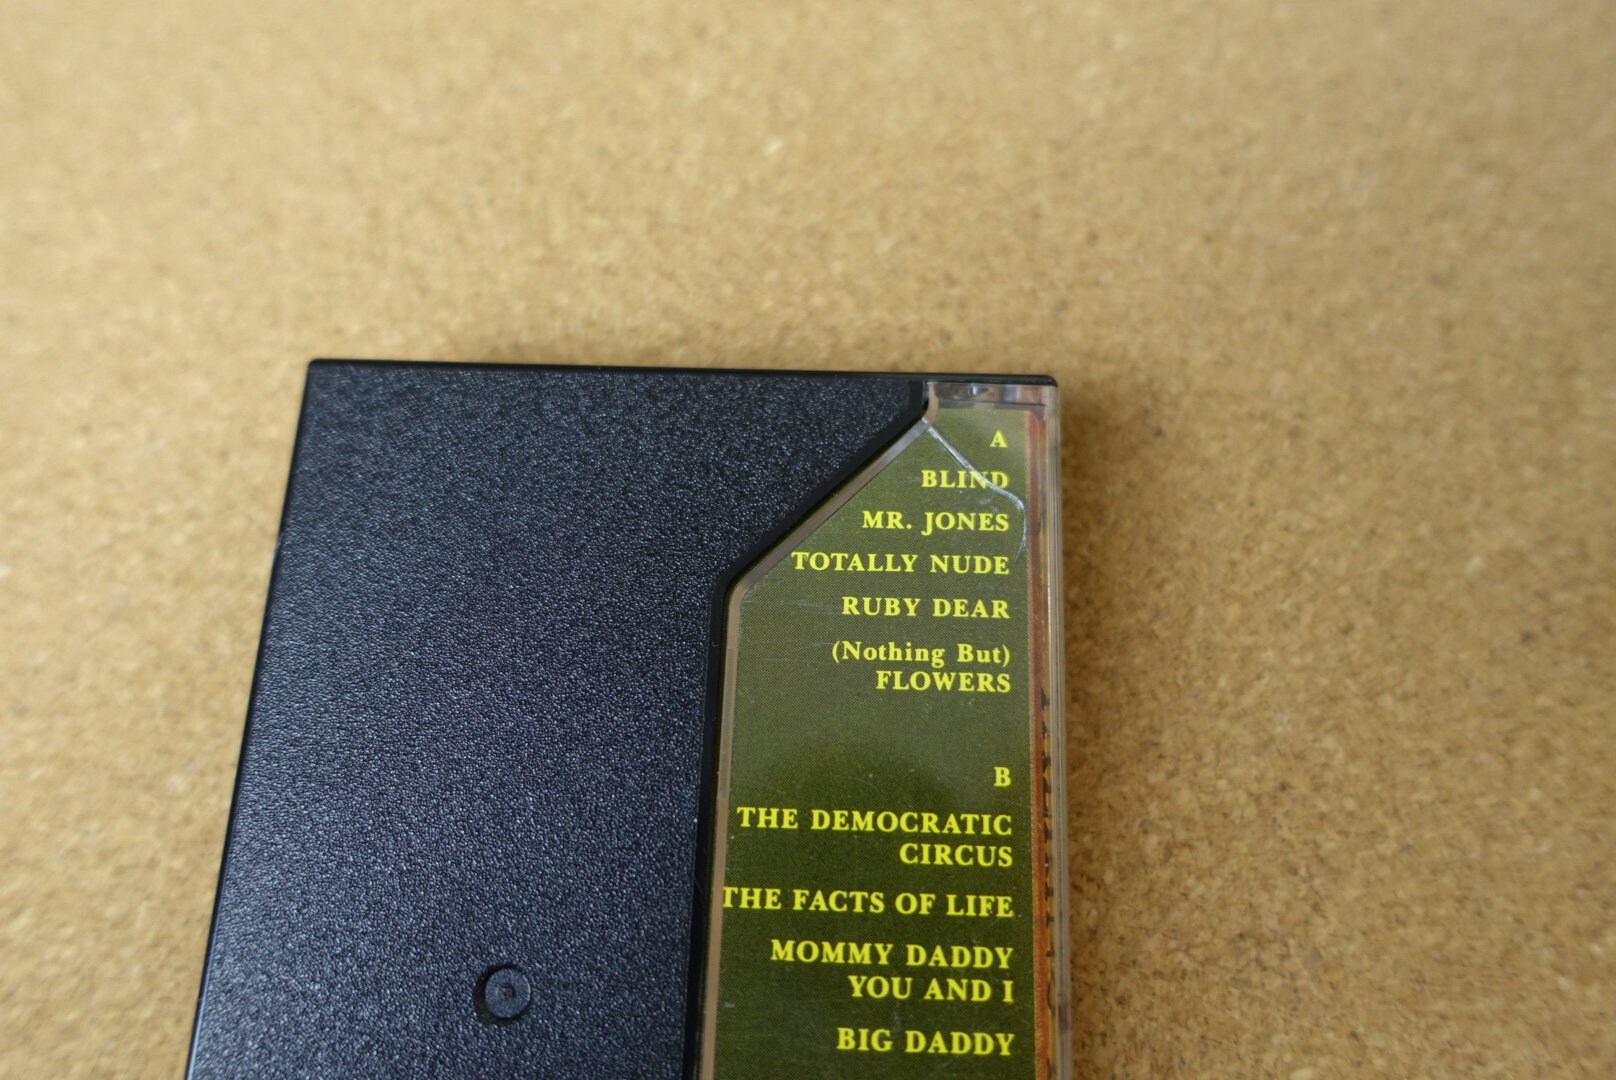 A
BLIND
MR. JONES
TOTALLY NUDE
RUBY DEAR
(Nothing But)
FLOWERS
B
THE DEMOCRATIC
CIRCUS
THE FACTS OF LIFE
MOMMY DADDY
YOU AND I
BIG DADDY